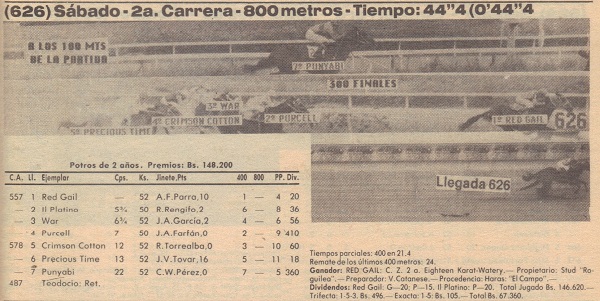 (626) Sábado - 2a. Carrera - 800 metros - Tiempo: 44"4 (0'44"4
A LOS 100 MTS
DE LA PARTIDA
7º PUNYABI
300 FINALES
3º WAR
4º CRIMSON COTTON
2º PURCELL
1º RED GAIL
626
5º PRECIOUS TIME
Llegada 626
Potros de 2 años. Premios: Bs. 148.200
C.A. Ll. Ejemplar Cps. Ks. Jinete,Pts 400 800 PP. Div.
557 1 Red Gail — 52 A.F.Parra,10 1 — 4 20
— 2 Il Platino 5¾ 50 R.Rengifo,2 6 — 8 36
— 3 War 6¾ 52 J.A.García,2 4 — 6 56
— 4 Purcell 7 50 J.A.Farfán,0 2 — 9 410
578 5 Crimson Cotton 12 52 R.Torrealba,0 3 — 10 60
— 6 Precious Time 13 52 J.V.Tovar,16 5 — 11 18
— 7 Punyabi 22 52 C.W.Pérez,0 7 — 5 360
487 Teodocio: Ret.
Tiempos parciales: 400 en 21.4
Remate de los últimos 400 metros: 24.
Ganador: RED GAIL: C. Z. 2 a. Eighteen Karat-Watery.— Propietario: Stud "Ro-
guileo".— Preparador: V.Catanese.— Procedencia: Haras: "El Campo".—
Dividendos: Red Gail: G—20; P—15. Il Platino: P—20. Total Jugado Bs. 146.620.—
Trifecta: 1-5-3. Bs. 496.— Exacta: 1-5. Bs. 105.— Total Bs. 67.360.